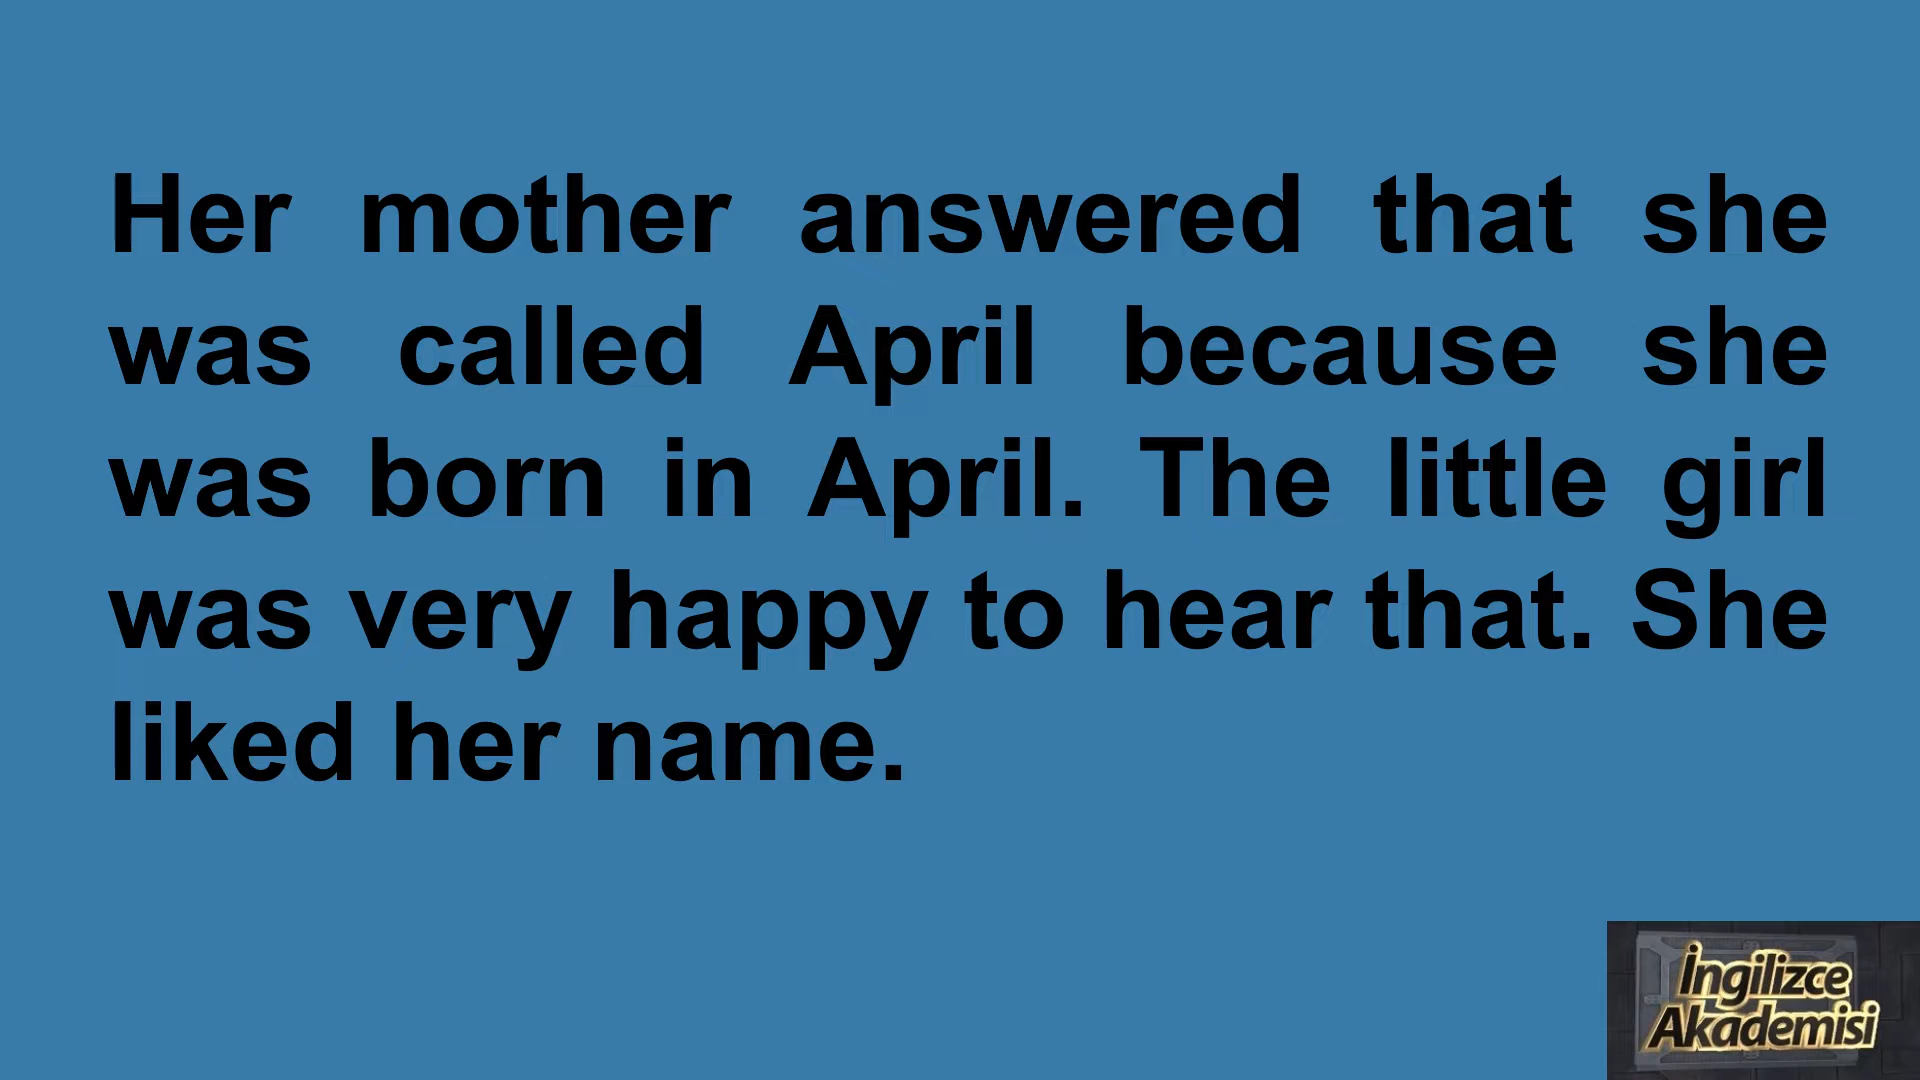 Her mother answered that she
was called April because she
was born in April. The little girl
was very happy to hear that. She
liked her name.
İngilizce
Akademisi